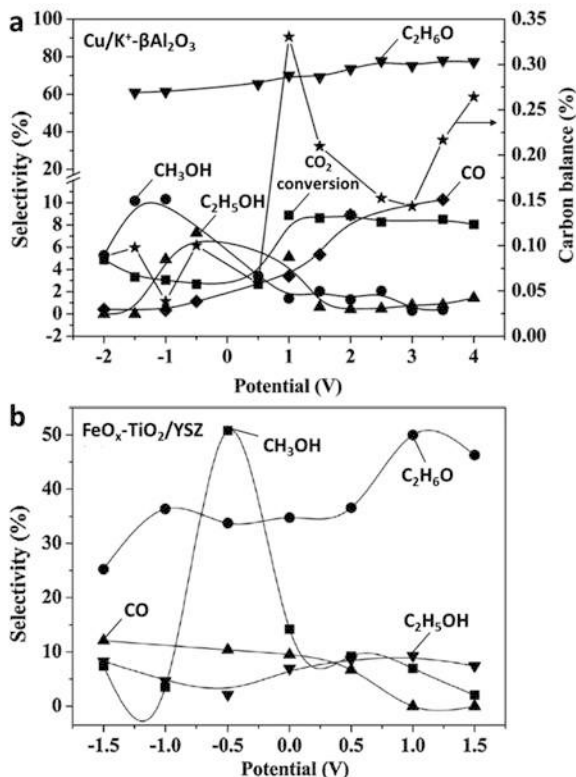 a
Cu/K⁺-βAl₂O₃
C₂H₆O
CH₃OH
C₂H₅OH
CO₂
conversion
CO
Selectivity (%)
100
80
60
40
20
10
8
6
4
2
0
-2
Carbon balance (%)
0.35
0.30
0.25
0.20
0.15
0.10
0.05
0.00
-2 -1 0 1 2 3 4
Potential (V)
b
FeOₓ-TiO₂/YSZ
CH₃OH
C₂H₆O
CO
C₂H₅OH
Selectivity (%)
50
40
30
20
10
0
-1.5 -1.0 -0.5 0.0 0.5 1.0 1.5
Potential (V)